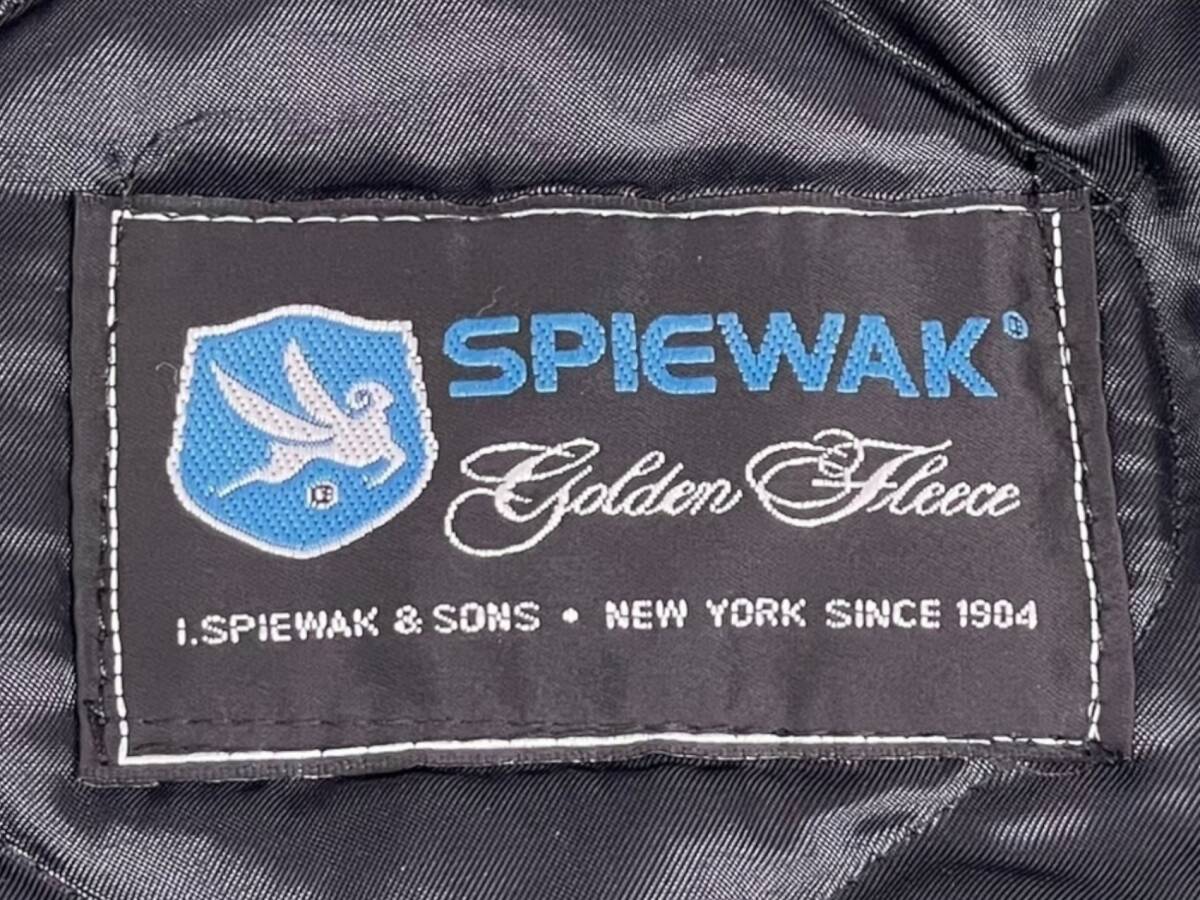 SPIEWAK®
Golden Fleece
I.SPIEWAK & SONS • NEW YORK SINCE 1904